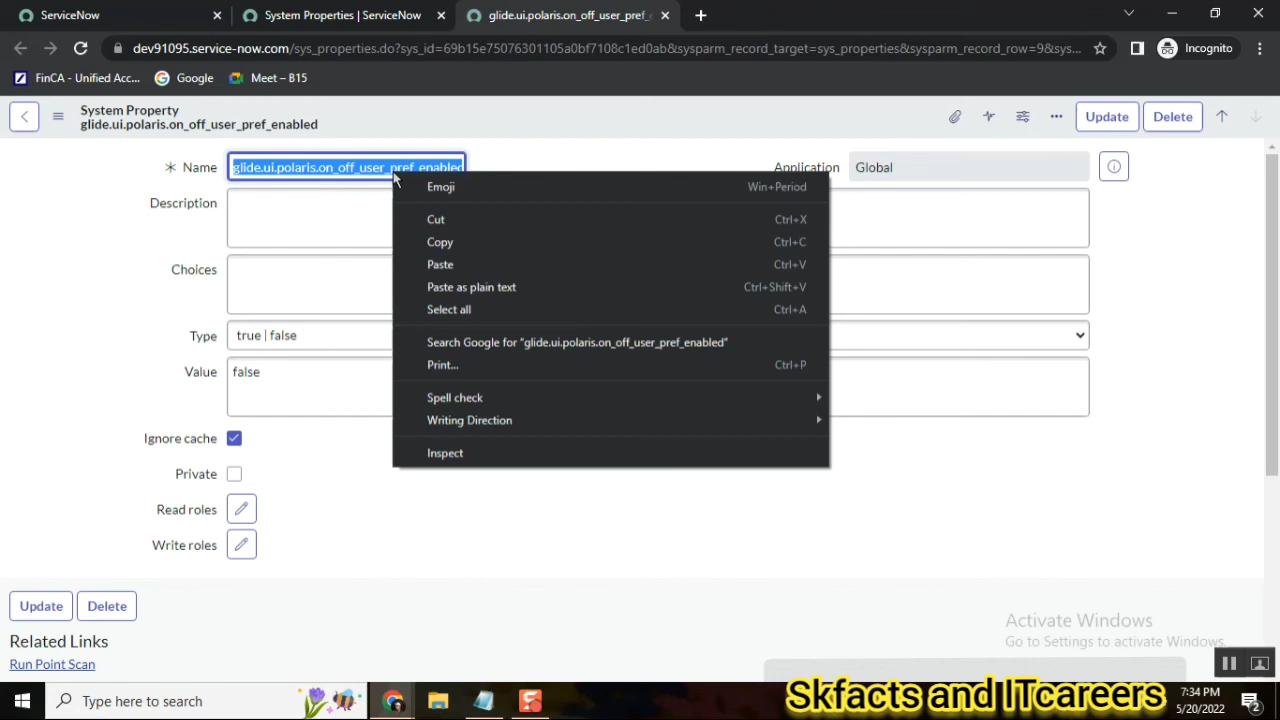 ServiceNow
System Properties | ServiceNow
glide.ui.polaris.on_off_user_pref_
dev91095.service-now.com/sys_properties.do?sys_id=69b15e75076301105a0bf7108c1ed0ab&sysparm_record_target=sys_properties&sysparm_record_row=9&sys...
Incognito
FinCA - Unified Acc...
Google
Meet – B15
System Property
glide.ui.polaris.on_off_user_pref_enabled
Update
Delete
Name
glide.ui.polaris.on_off_user_pref_enabled
Application
Global
Description
Choices
Type
true | false
Value
false
Ignore cache
Private
Read roles
Write roles
Emoji Win+Period
Cut Ctrl+X
Copy Ctrl+C
Paste Ctrl+V
Paste as plain text Ctrl+Shift+V
Select all Ctrl+A
Search Google for "glide.ui.polaris.on_off_user_pref_enabled"
Print... Ctrl+P
Spell check
Writing Direction
Inspect
Update
Delete
Related Links
Run Point Scan
Activate Windows
Go to Settings to activate Windows.
Type here to search
Skfacts and ITcareers
7:34 PM
5/20/2022
2